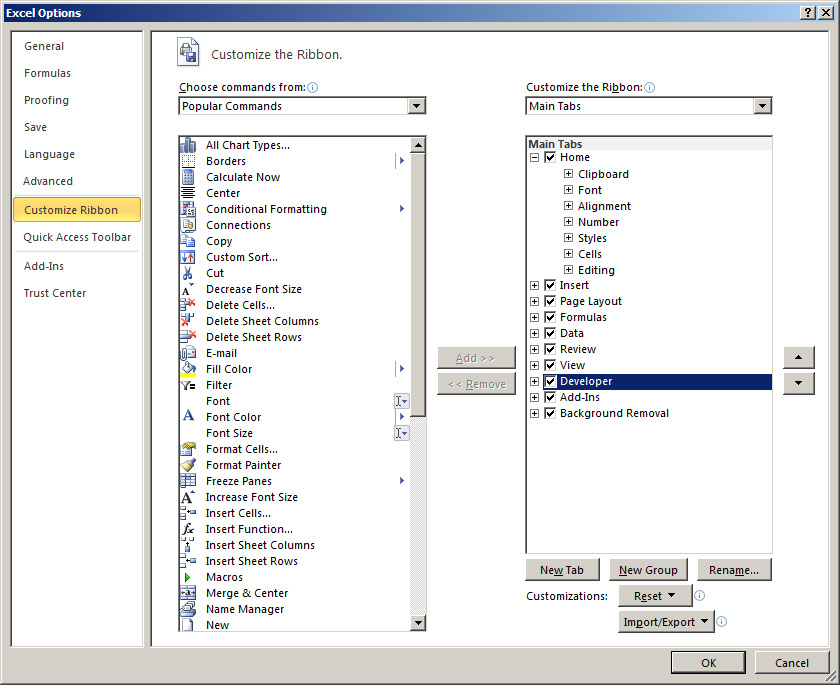 Excel Options
General
Formulas
Proofing
Save
Language
Advanced
Customize Ribbon
Quick Access Toolbar
Add-Ins
Trust Center
Customize the Ribbon.
Choose commands from:
Popular Commands
All Chart Types...
Borders
Calculate Now
Center
Conditional Formatting
Connections
Copy
Custom Sort...
Cut
Decrease Font Size
Delete Cells...
Delete Sheet Columns
Delete Sheet Rows
E-mail
Fill Color
Filter
Font
Font Color
Font Size
Format Cells...
Format Painter
Freeze Panes
Increase Font Size
Insert Cells...
Insert Function...
Insert Sheet Columns
Insert Sheet Rows
Macros
Merge & Center
Name Manager
New
Add >>
<< Remove
Customize the Ribbon:
Main Tabs
Main Tabs
Home
Clipboard
Font
Alignment
Number
Styles
Cells
Editing
Insert
Page Layout
Formulas
Data
Review
View
Developer
Add-Ins
Background Removal
New Tab
New Group
Rename...
Customizations:
Reset
Import/Export
OK
Cancel